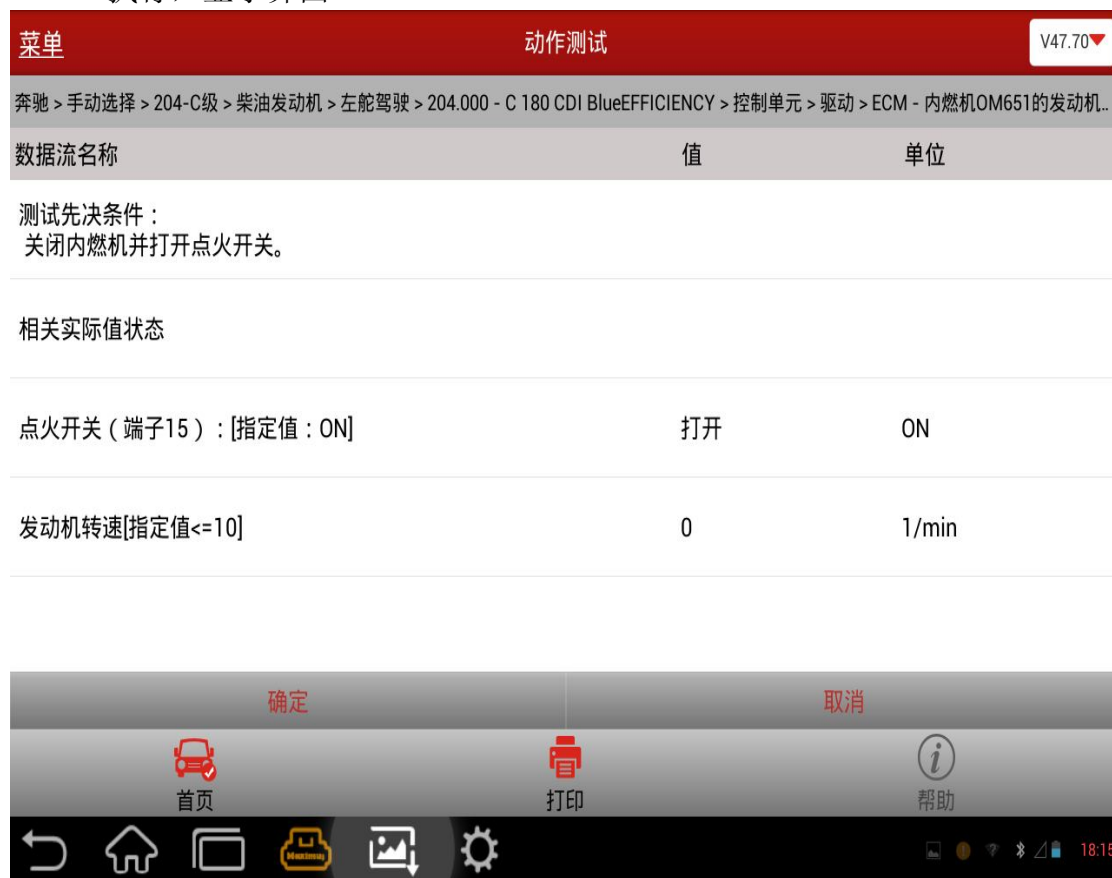 菜单
动作测试
V47.70
奔驰 > 手动选择 > 204-C级 > 柴油发动机 > 左舵驾驶 > 204.000 - C 180 CDI BlueEFFICIENCY > 控制单元 > 驱动 > ECM - 内燃机OM651的发动机..
数据流名称 值 单位
测试先决条件：
关闭内燃机并打开点火开关。
相关实际值状态
点火开关（端子15）：[指定值：ON] 打开 ON
发动机转速[指定值<=10] 0 1/min
确定 取消
首页 打印 帮助
18:15